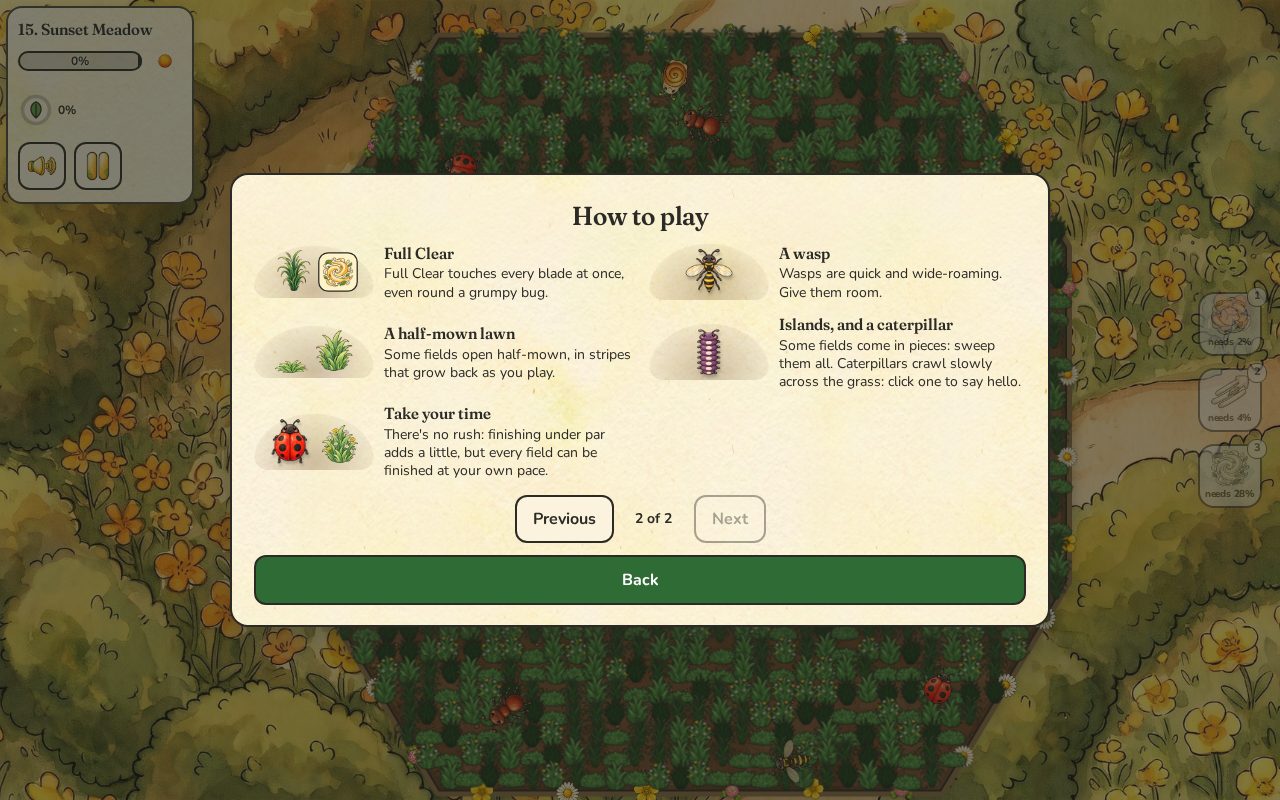 15. Sunset Meadow
0%
0%
How to play
Full Clear
Full Clear touches every blade at once,
even round a grumpy bug.
A half-mown lawn
Some fields open half-mown, in stripes
that grow back as you play.
Take your time
There's no rush: finishing under par
adds a little, but every field can be
finished at your own pace.
A wasp
Wasps are quick and wide-roaming.
Give them room.
Islands, and a caterpillar
Some fields come in pieces: sweep
them all. Caterpillars crawl slowly
across the grass: click one to say hello.
Previous
2 of 2
Next
Back
1
needs 2%
2
needs 4%
3
needs 28%